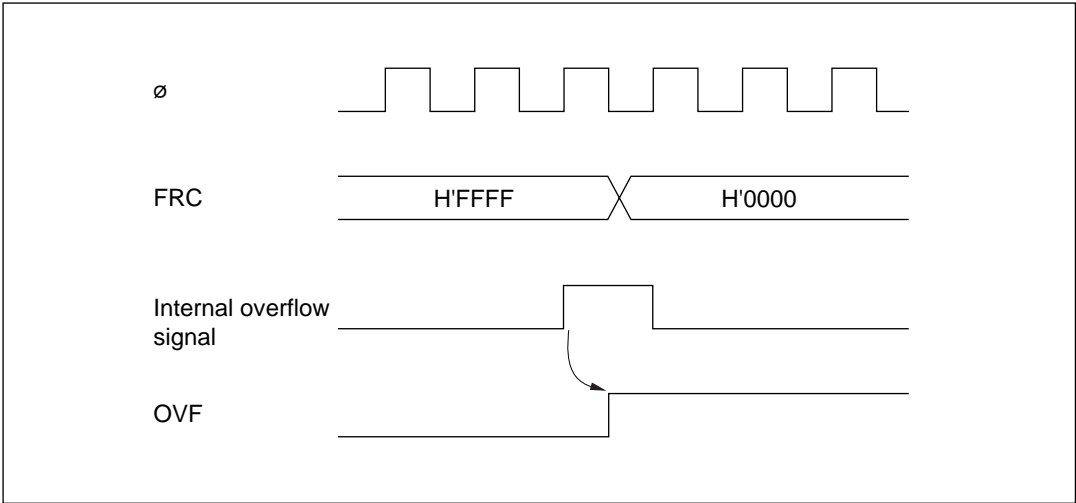 ø
FRC
H'FFFF
H'0000
Internal overflow
signal
OVF